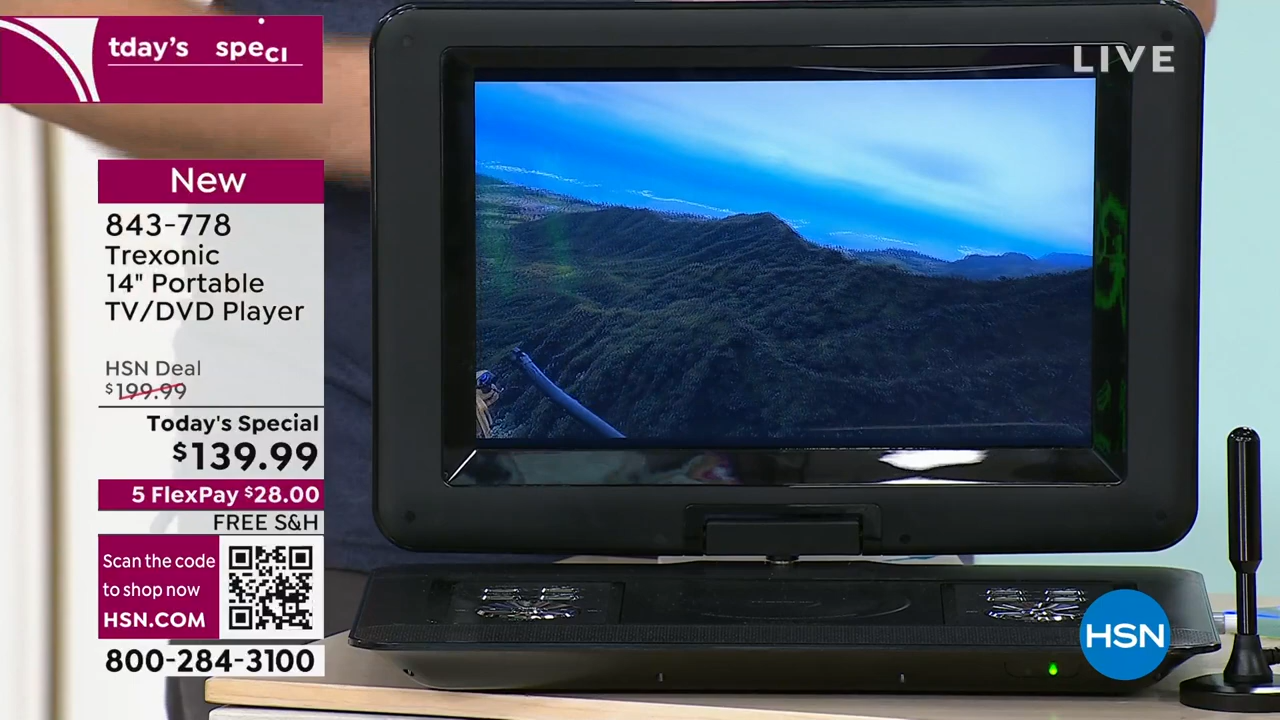 tday's speci
LIVE
New
843-778
Trexonic
14" Portable
TV/DVD Player
HSN Deal
$199.99
Today's Special
$139.99
5 FlexPay $28.00
FREE S&H
Scan the code
to shop now
HSN.COM
800-284-3100
HSN